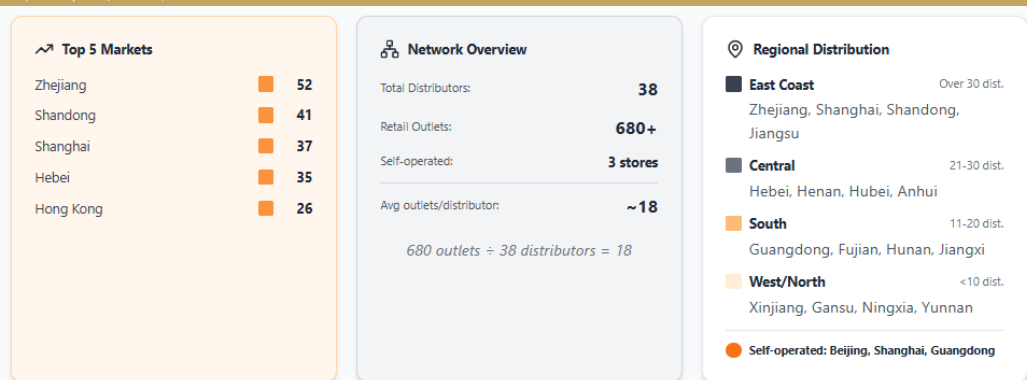 Top 5 Markets
Zhejiang 52
Shandong 41
Shanghai 37
Hebei 35
Hong Kong 26
Network Overview
Total Distributors: 38
Retail Outlets: 680+
Self-operated: 3 stores
Avg outlets/distributor: ~18
680 outlets ÷ 38 distributors = 18
Regional Distribution
East Coast Over 30 dist.
Zhejiang, Shanghai, Shandong,
Jiangsu
Central 21-30 dist.
Hebei, Henan, Hubei, Anhui
South 11-20 dist.
Guangdong, Fujian, Hunan, Jiangxi
West/North <10 dist.
Xinjiang, Gansu, Ningxia, Yunnan
Self-operated: Beijing, Shanghai, Guangdong